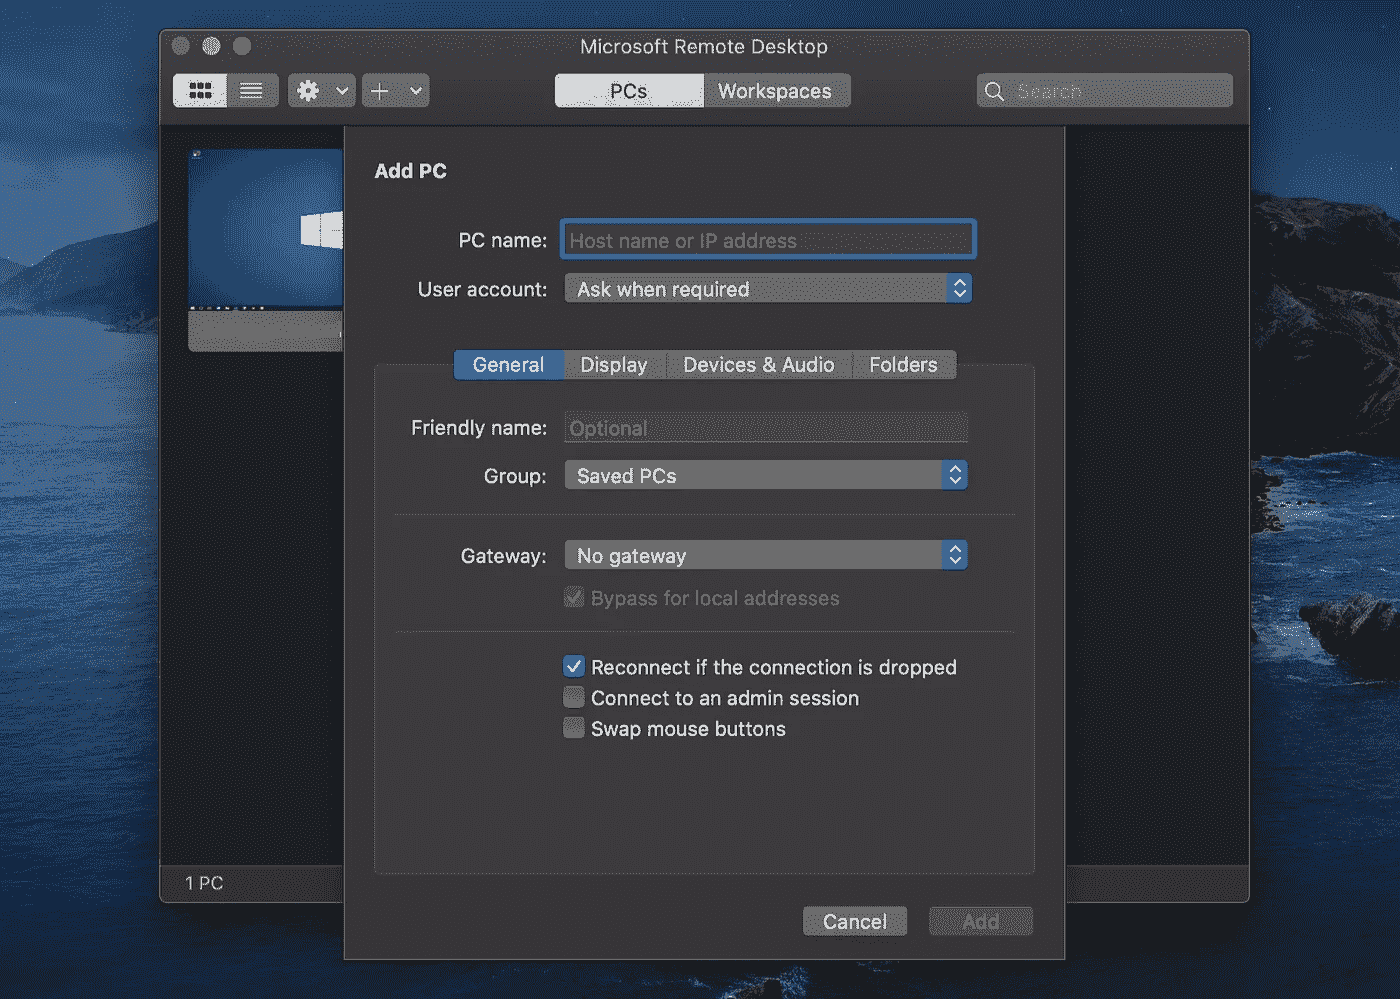 Microsoft Remote Desktop
PCs
Workspaces
Search
Add PC
PC name: Host name or IP address
User account: Ask when required
General
Display
Devices & Audio
Folders
Friendly name: Optional
Group: Saved PCs
Gateway: No gateway
Bypass for local addresses
Reconnect if the connection is dropped
Connect to an admin session
Swap mouse buttons
1 PC
Cancel
Add